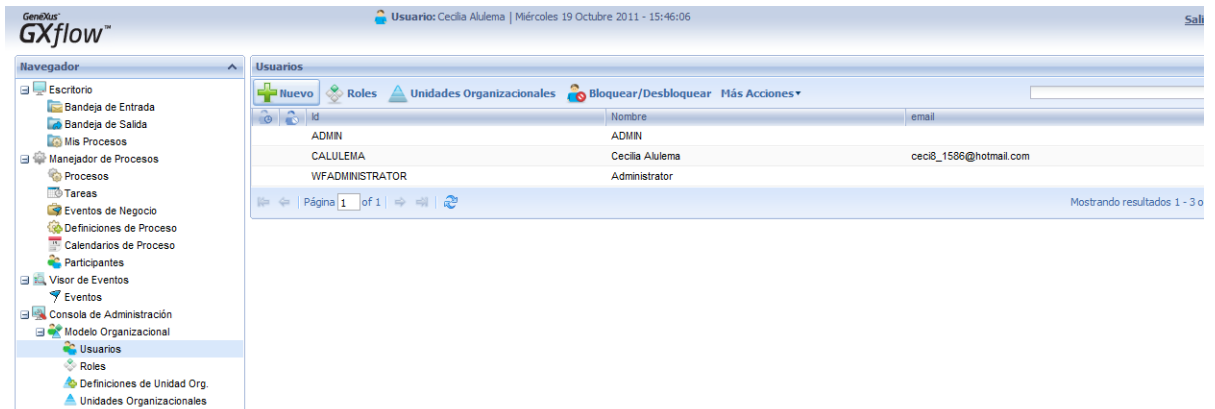 GeneXus
GXflow™
Usuario: Cecilia Alulema | Miércoles 19 Octubre 2011 - 15:46:06
Sali
Navegador
Escritorio
Bandeja de Entrada
Bandeja de Salida
Mis Procesos
Manejador de Procesos
Procesos
Tareas
Eventos de Negocio
Definiciones de Proceso
Calendarios de Proceso
Participantes
Visor de Eventos
Eventos
Consola de Administración
Modelo Organizacional
Usuarios
Roles
Definiciones de Unidad Org.
Unidades Organizacionales
Usuarios
Nuevo Roles Unidades Organizacionales Bloquear/Desbloquear Más Acciones
Id Nombre email
ADMIN ADMIN
CALULEMA Cecilia Alulema ceci8_1586@hotmail.com
WFADMINISTRATOR Administrator
Página 1 of 1 Mostrando resultados 1 - 3 o